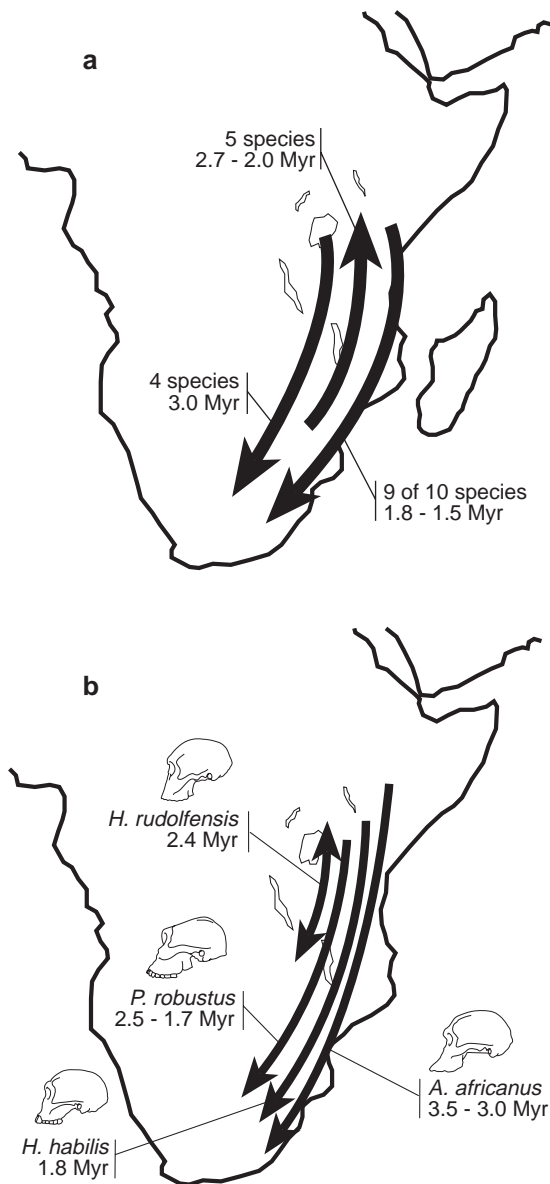 a
5 species
2.7 - 2.0 Myr
4 species
3.0 Myr
9 of 10 species
1.8 - 1.5 Myr
b
H. rudolfensis
2.4 Myr
P. robustus
2.5 - 1.7 Myr
A. africanus
3.5 - 3.0 Myr
H. habilis
1.8 Myr